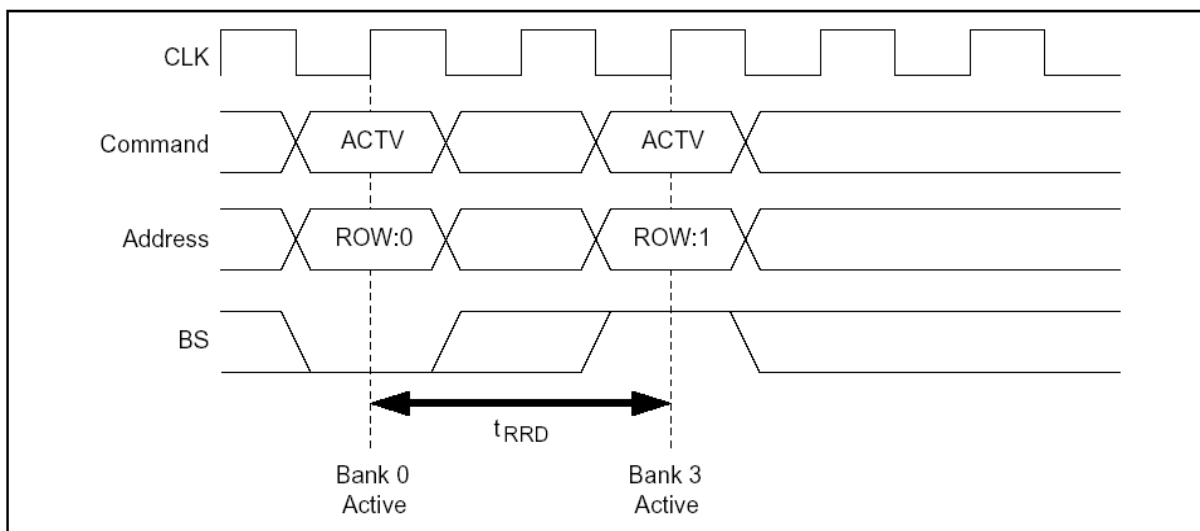 CLK
Command
ACTV
ACTV
Address
ROW:0
ROW:1
BS
tRRD
Bank 0
Active
Bank 3
Active